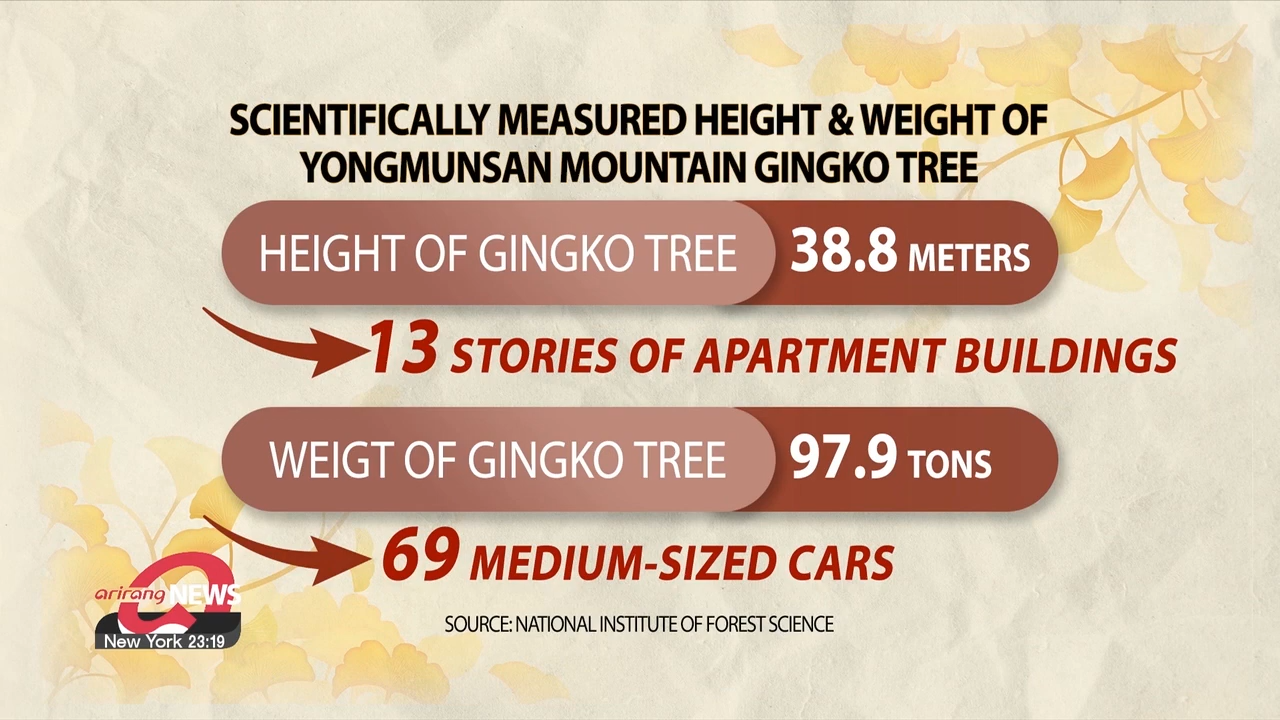 SCIENTIFICALLY MEASURED HEIGHT & WEIGHT OF
YONGMUNSAN MOUNTAIN GINGKO TREE
HEIGHT OF GINGKO TREE 38.8 METERS
13 STORIES OF APARTMENT BUILDINGS
WEIGT OF GINGKO TREE 97.9 TONS
69 MEDIUM-SIZED CARS
SOURCE: NATIONAL INSTITUTE OF FOREST SCIENCE
arirang NEWS
New York 23:19